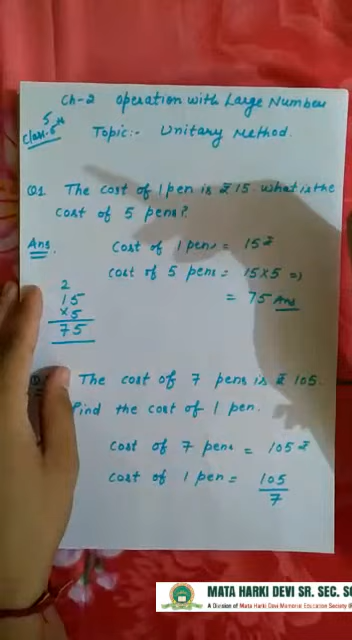 Ch-2 Operation with Large Number
Class-5th
Topic:- Unitary Method.
Q1 The cost of 1 pen is ₹ 15. What is the
cost of 5 pens?
Ans
Cost of 1 pen = 15₹
cost of 5 pens = 15×5 =>
= 75 Ans
2
15
×5
75
The cost of 7 pens is ₹ 105.
Find the cost of 1 pen.
cost of 7 pens = 105₹
cost of 1 pen = 105
7
MATA HARKI DEVI SR. SEC. SC
A Division of Mata Harki Devi Memorial Education Society